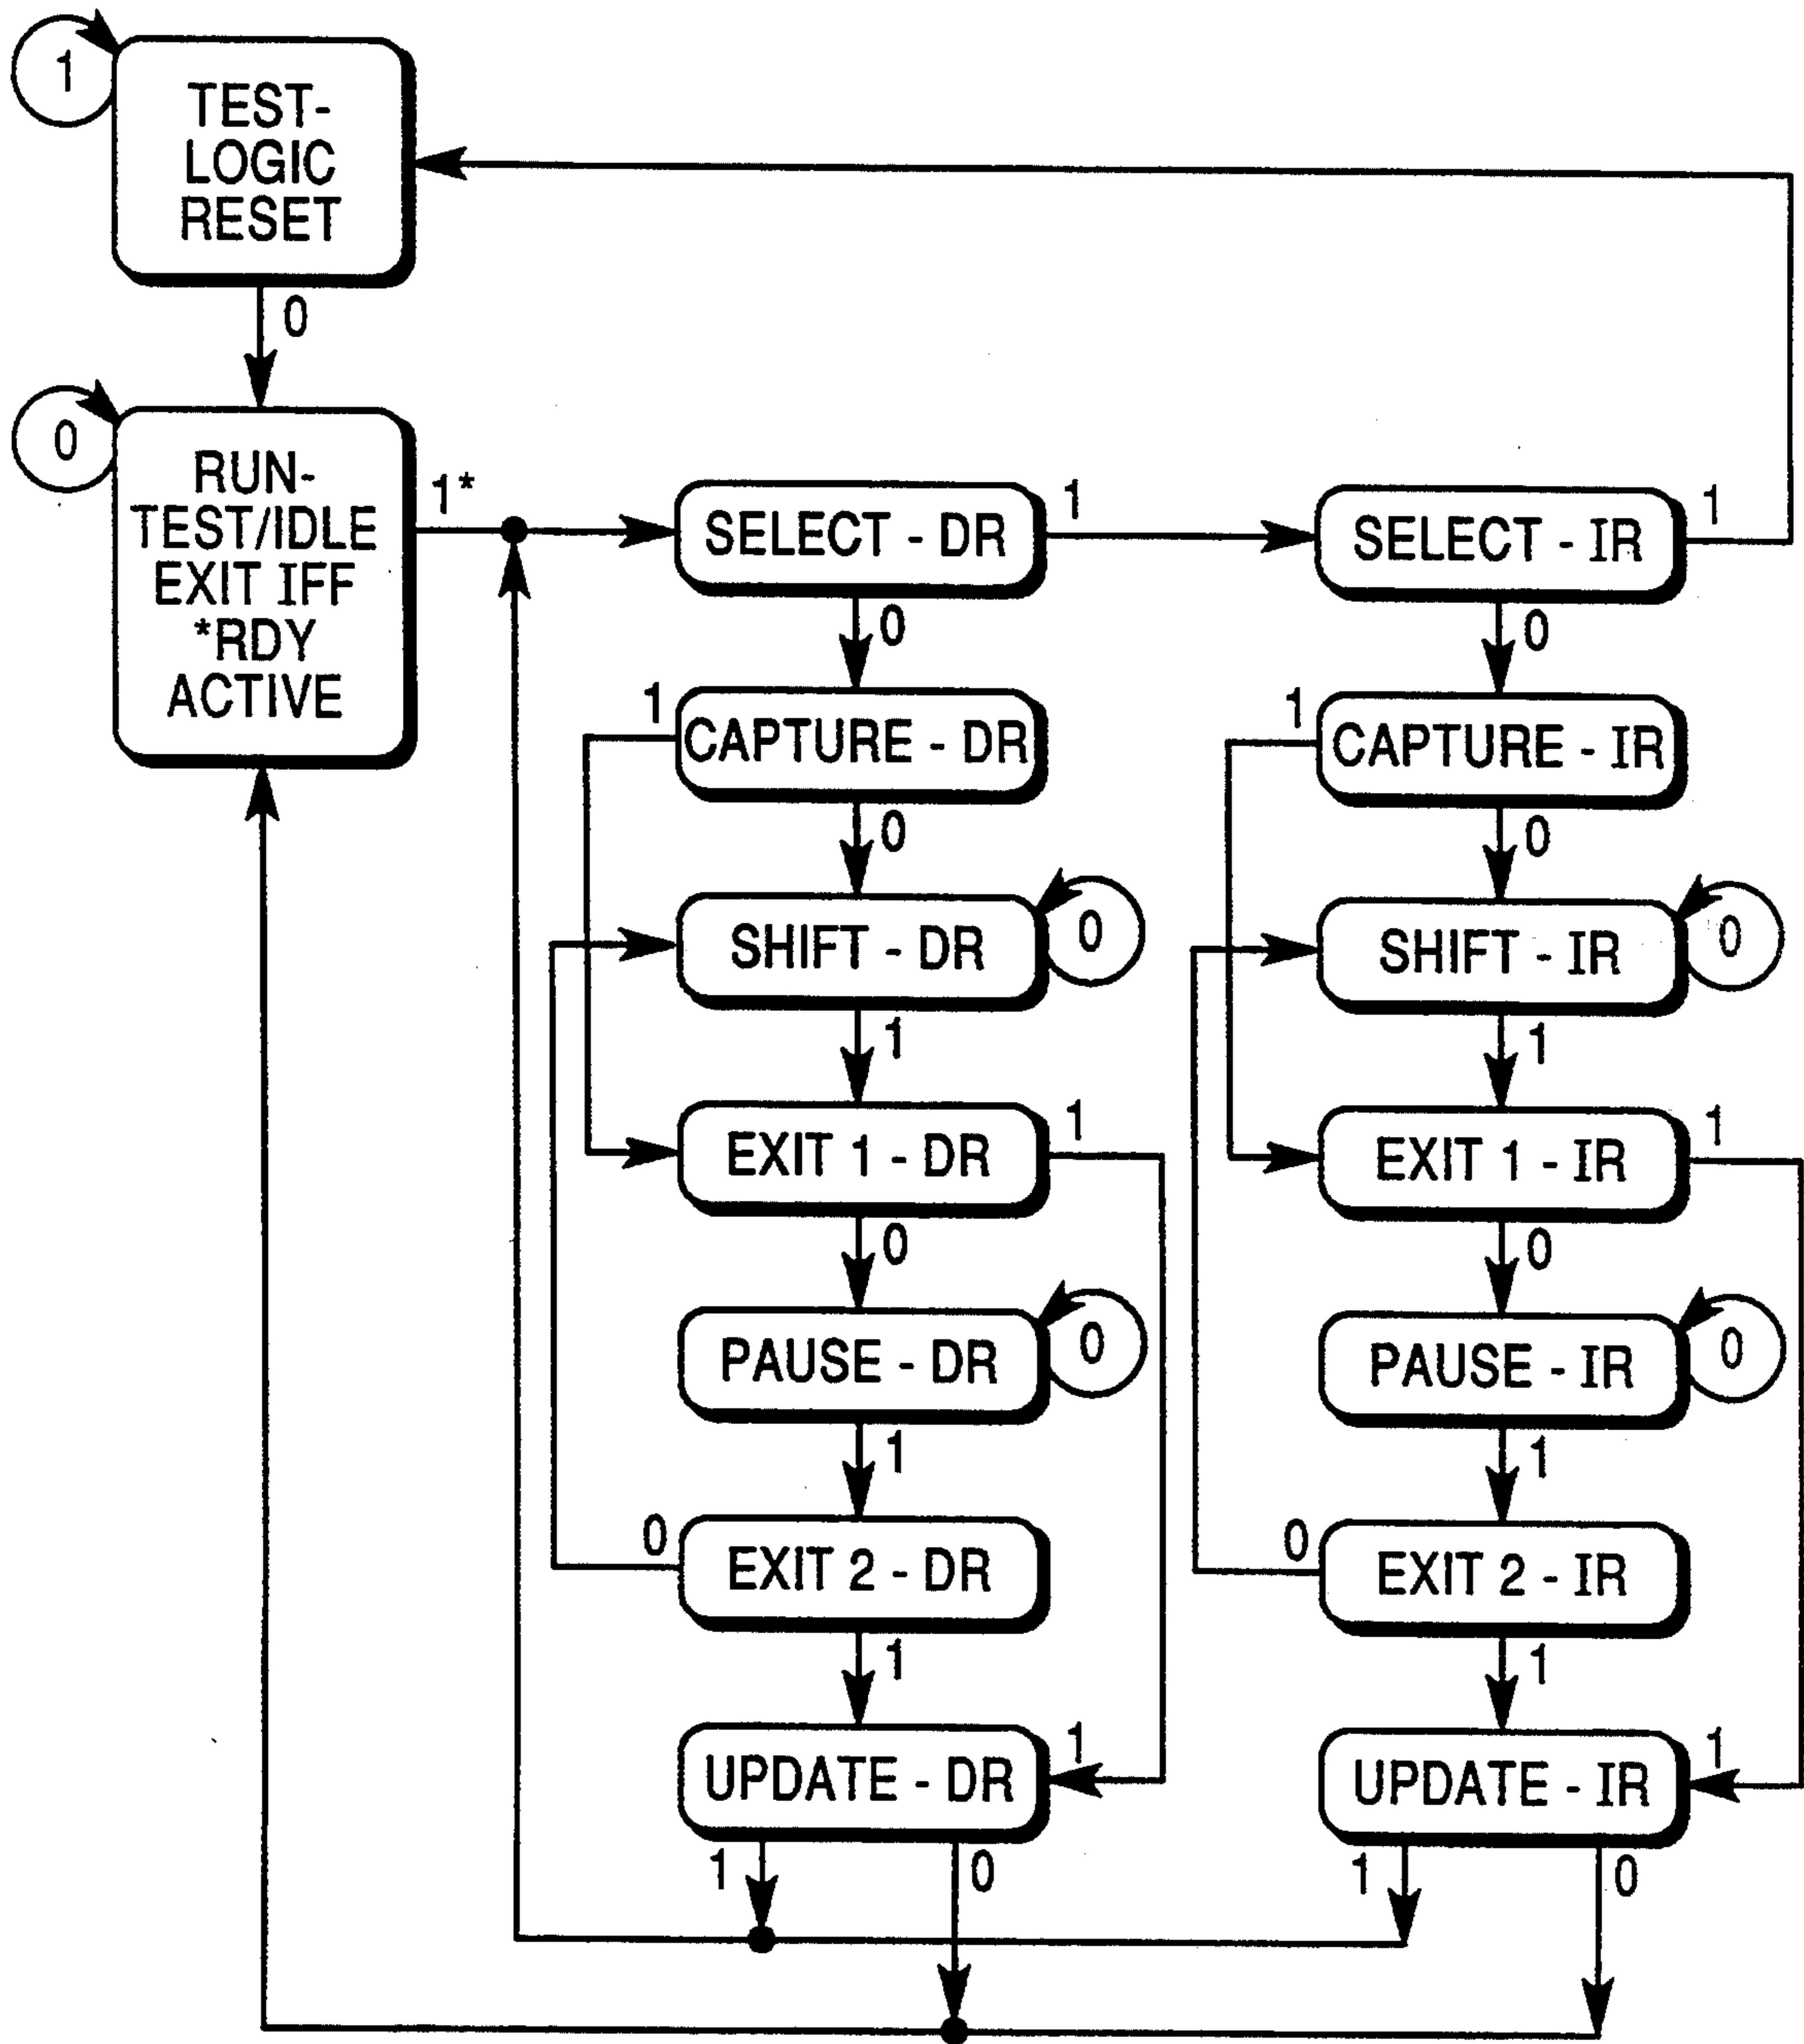 1
TEST-
LOGIC
RESET
0
0
RUN-
TEST/IDLE
EXIT IFF
*RDY
ACTIVE
1*
SELECT - DR
1
SELECT - IR
1
0
0
1
CAPTURE - DR
1
CAPTURE - IR
0
0
SHIFT - DR
0
SHIFT - IR
0
1
1
EXIT 1 - DR
1
EXIT 1 - IR
1
0
0
PAUSE - DR
0
PAUSE - IR
0
1
1
0
EXIT 2 - DR
0
EXIT 2 - IR
1
1
UPDATE - DR
1
UPDATE - IR
1
1
0
1
0